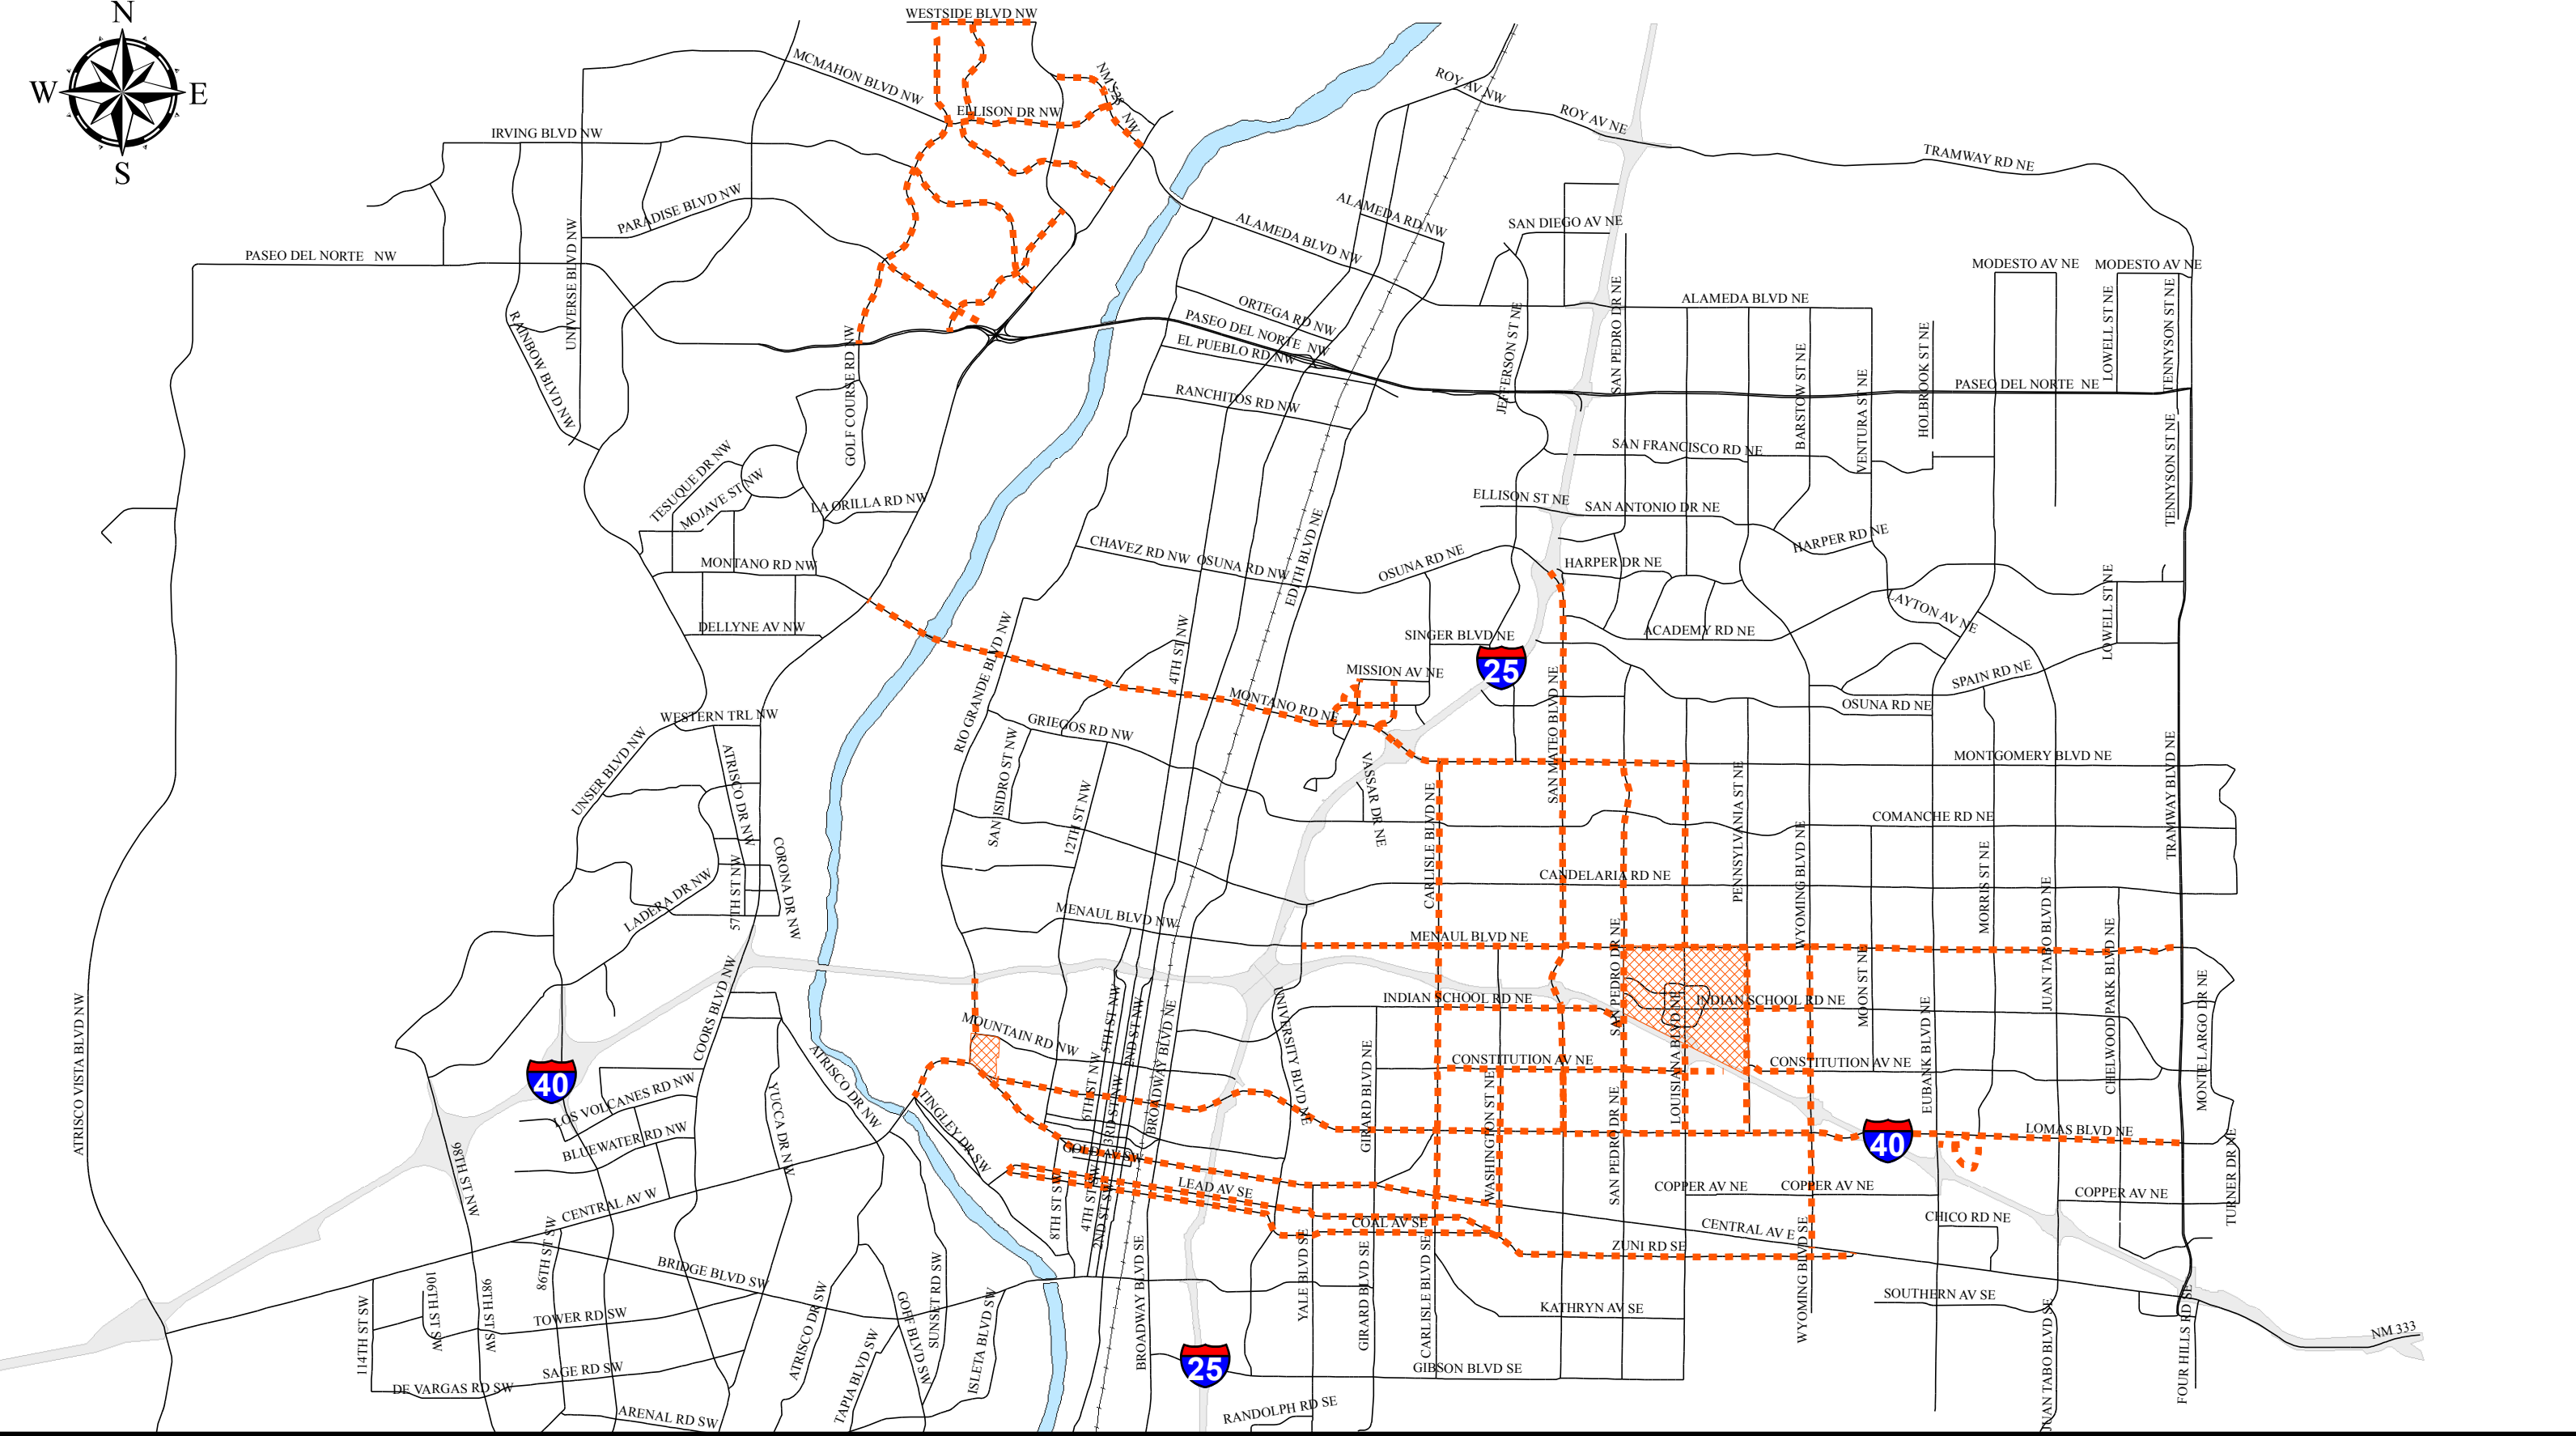 N
WESTSIDE BLVD NW
MCMAHON BLVD NW
NM 528 NW
ROY AV NW
W
E
ELLISON DR NW
ROY AV NE
IRVING BLVD NW
TRAMWAY RD NE
S
PARADISE BLVD NW
ALAMEDA RD NW
ALAMEDA BLVD NW
SAN DIEGO AV NE
PASEO DEL NORTE NW
UNIVERSE BLVD NW
MODESTO AV NE
MODESTO AV NE
RAINBOW BLVD NW
ORTEGA RD NW
PASEO DEL NORTE NW
EL PUEBLO RD NW
ALAMEDA BLVD NE
JEFFERSON ST NE
SAN PEDRO DR NE
BARSTOW ST NE
VENTURA ST NE
HOLBROOK ST NE
LOWELL ST NE
TENNYSON ST NE
GOLF COURSE RD NW
RANCHITOS RD NW
PASEO DEL NORTE NE
TESUQUE DR NW
MOJAVE ST NW
SAN FRANCISCO RD NE
TENNYSON ST NE
LA ORILLA RD NW
ELLISON ST NE
SAN ANTONIO DR NE
HARPER RD NE
MONTANO RD NW
CHAVEZ RD NW
OSUNA RD NW
EDITH BLVD NE
OSUNA RD NE
HARPER DR NE
LAYTON AV NE
LOWELL ST NE
DELLYNE AV NW
RIO GRANDE BLVD NW
4TH ST NW
SINGER BLVD NE
ACADEMY RD NE
25
MISSION AV NE
SPAIN RD NE
MONTANO RD NE
OSUNA RD NE
WESTERN TRL NW
GRIEGOS RD NW
SAN MATEO BLVD NE
UNSER BLVD NW
ATRISCO DR NW
SAN ISIDRO ST NW
12TH ST NW
VASSAR DR NE
MONTGOMERY BLVD NE
TRAMWAY BLVD NE
CARLISLE BLVD NE
PENNSYLVANIA ST NE
COMANCHE RD NE
CORONA DR NW
57TH ST NW
LADERA DR NW
CANDELARIA RD NE
WYOMING BLVD NE
MORRIS ST NE
JUAN TABO BLVD NE
MENAUL BLVD NW
MENAUL BLVD NE
SAN PEDRO DR NE
MOON ST NE
CHELWOOD PARK BLVD NE
MONTE LARGO DR NE
ATRISCO VISTA BLVD NW
COORS BLVD NW
INDIAN SCHOOL RD NE
INDIAN SCHOOL RD NE
LOUISIANA BLVD NE
EUBANK BLVD NE
MOUNTAIN RD NW
5TH ST NW
2ND ST NW
BROADWAY BLVD NE
UNIVERSITY BLVD NE
40
LOS VOLCANES RD NW
ATRISCO DR NW
6TH ST NW
3RD ST NW
GIRARD BLVD NE
CONSTITUTION AV NE
CONSTITUTION AV NE
WASHINGTON ST NE
SAN PEDRO DR NE
YUCCA DR NW
TINGLEY DR SW
BLUEWATER RD NW
GOLD AV SW
40
LOMAS BLVD NE
98TH ST NW
CENTRAL AV W
LEAD AV SE
COPPER AV NE
COPPER AV NE
COPPER AV NE
TURNER DR NE
8TH ST SW
4TH ST SW
2ND ST SW
COAL AV SE
CENTRAL AV E
CHICO RD NE
86TH ST SW
ZUNI RD SE
WYOMING BLVD SE
BRIDGE BLVD SW
YALE BLVD SE
GIRARD BLVD SE
CARLISLE BLVD SE
114TH ST SW
106TH ST SW
98TH ST SW
TOWER RD SW
ATRISCO DR SW
TAPIA BLVD SW
GOFF BLVD SW
SUNSET RD SW
ISLETA BLVD SW
BROADWAY BLVD SE
KATHRYN AV SE
SOUTHERN AV SE
JUAN TABO BLVD SE
FOUR HILLS RD SE
NM 333
SAGE RD SW
25
GIBSON BLVD SE
DE VARGAS RD SW
ARENAL RD SW
RANDOLPH RD SE